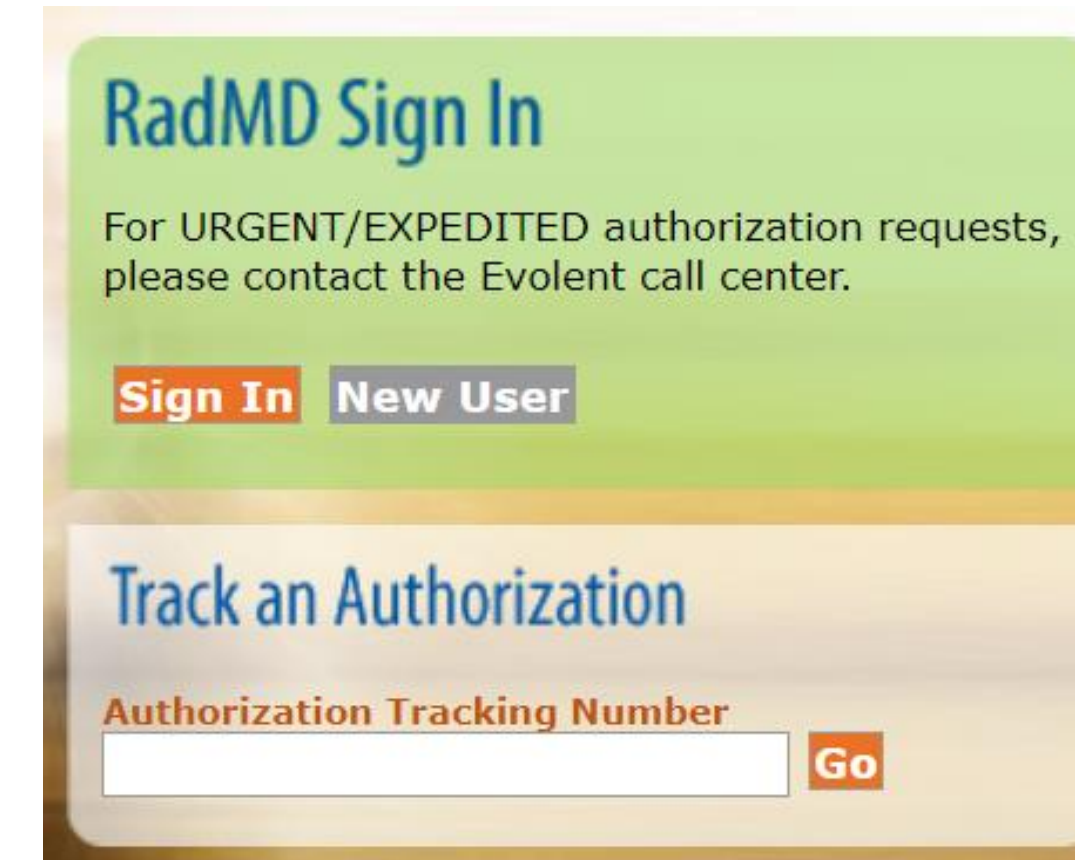 RadMD Sign In
For URGENT/EXPEDITED authorization requests,
please contact the Evolent call center.
Sign In New User
Track an Authorization
Authorization Tracking Number
Go